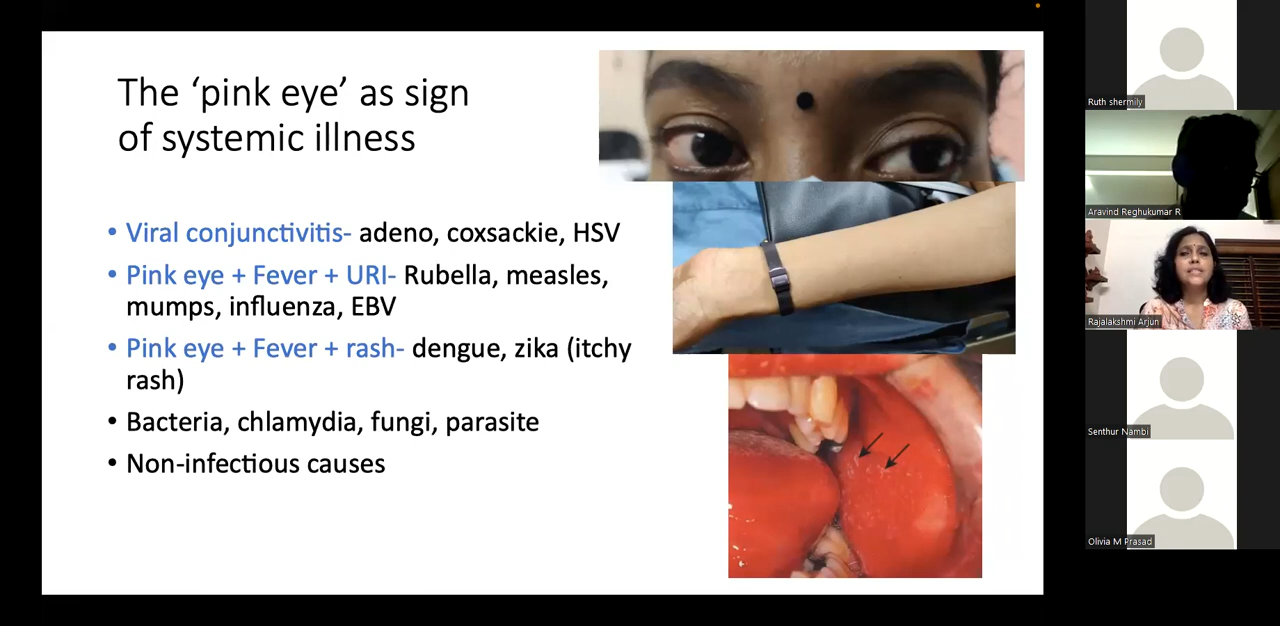 The ‘pink eye’ as sign
of systemic illness
• Viral conjunctivitis- adeno, coxsackie, HSV
• Pink eye + Fever + URI- Rubella, measles,
mumps, influenza, EBV
• Pink eye + Fever + rash- dengue, zika (itchy
rash)
• Bacteria, chlamydia, fungi, parasite
• Non-infectious causes
Ruth shermily
Aravind Reghukumar R
Rajalakshmi Arjun
Senthur Nambi
Olivia M Prasad